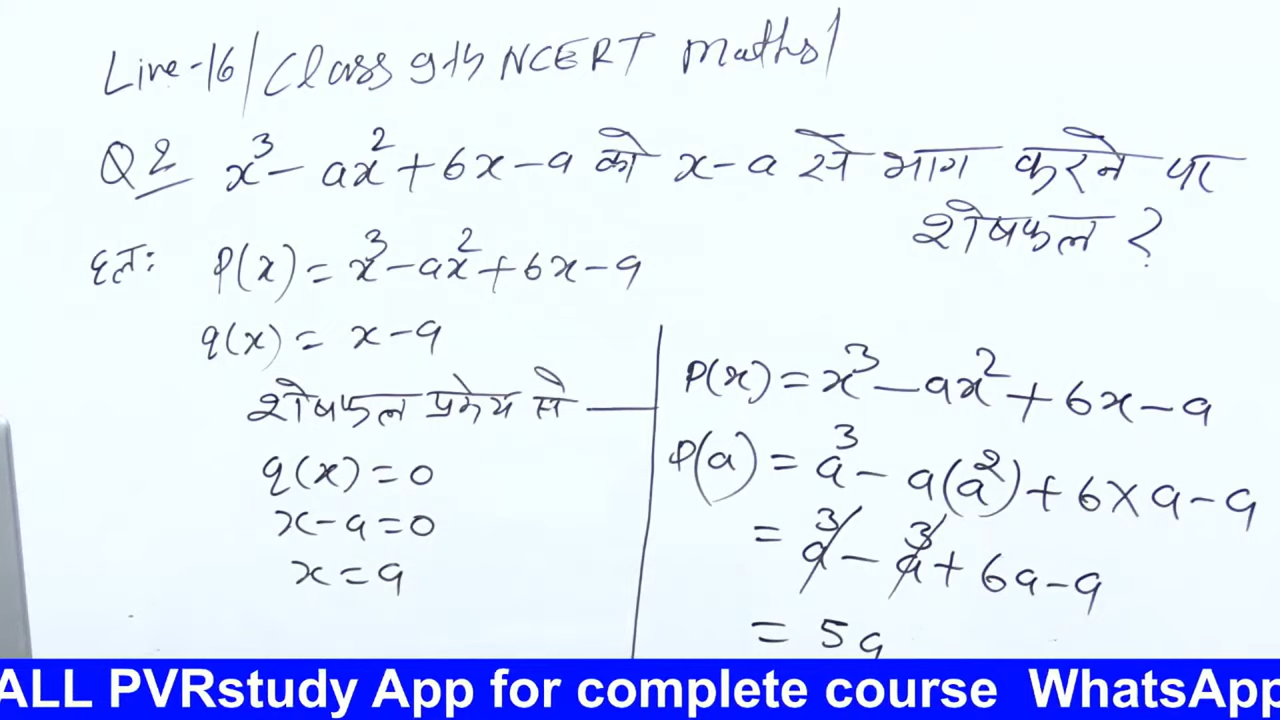 Live-16/Class 9th NCERT Maths/
Q2 x³-ax²+6x-a को x-a से भाग करने पर
शेषफल ?
हल: P(x) = x³-ax²+6x-a
q(x) = x-a
शेषफल प्रमेय से
q(x) = 0
x-a=0
x=a
P(x) = x³-ax²+6x-a
P(a) = a³-a(a²)+6×a-a
= a³-a³+6a-a
= 5a
ALL PVRstudy App for complete course WhatsApp